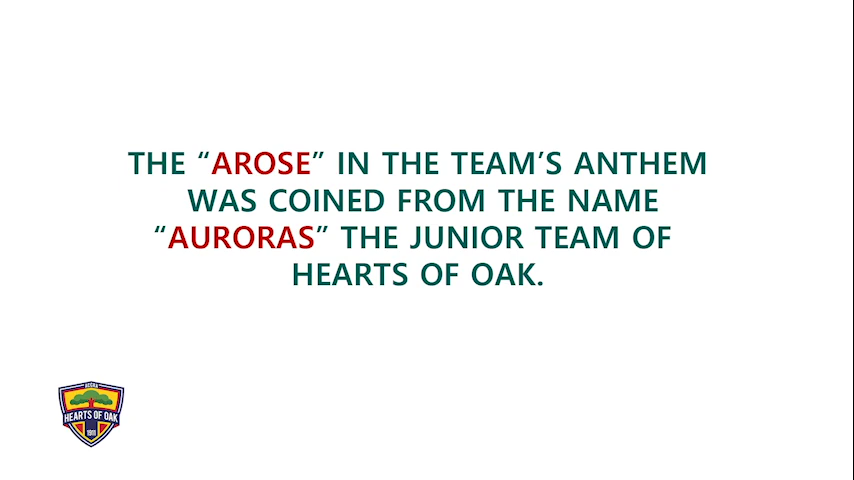 THE “AROSE” IN THE TEAM’S ANTHEM
WAS COINED FROM THE NAME
“AURORAS” THE JUNIOR TEAM OF
HEARTS OF OAK.
ACCRA
HEARTS OF OAK
1911